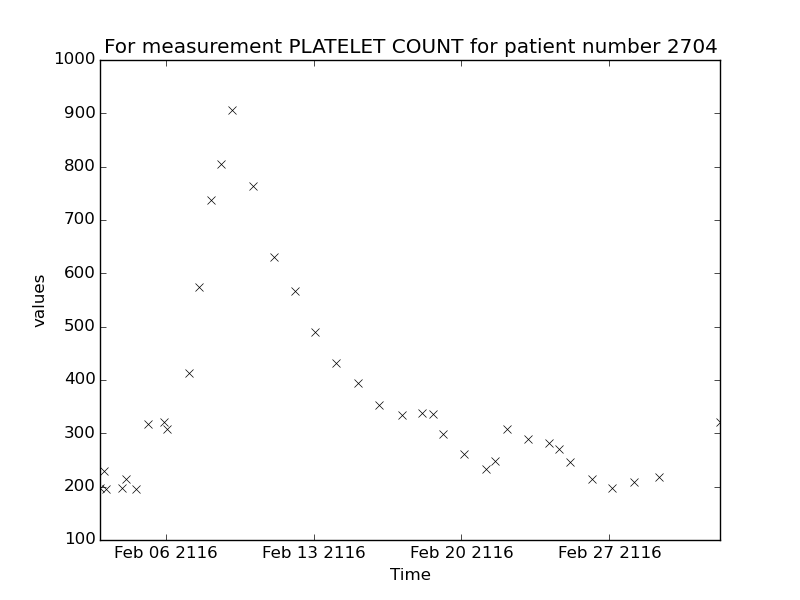 For measurement PLATELET COUNT for patient number 2704
1000
900
800
700
600
500
400
300
200
100
values
Feb 06 2116
Feb 13 2116
Feb 20 2116
Feb 27 2116
Time